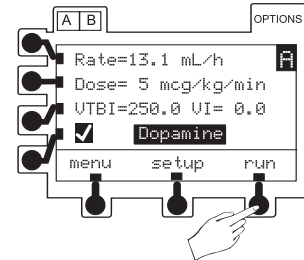 A B OPTIONS
Rate=13.1 mL/h A
Dose= 5 mcg/kg/min
VTBI=250.0 VI= 0.0
Dopamine
menu setup run